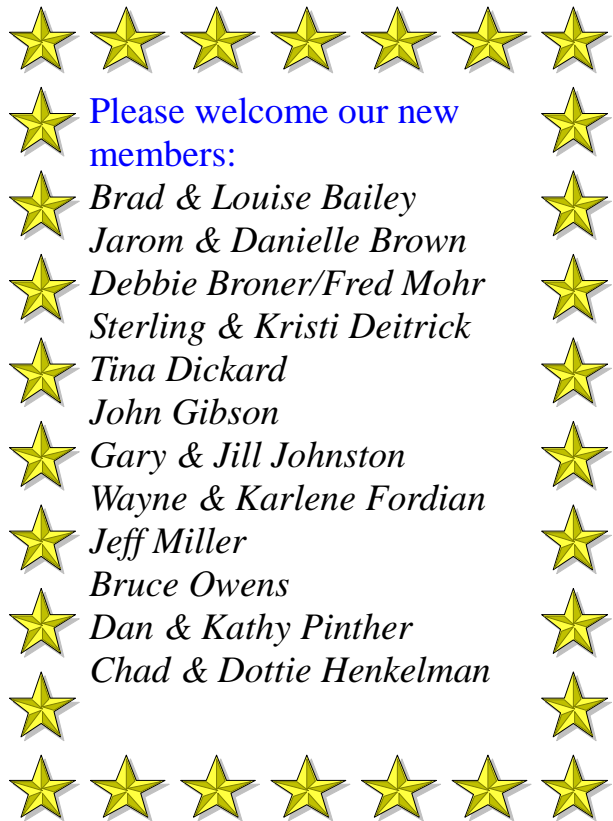 Please welcome our new
members:
Brad & Louise Bailey
Jarom & Danielle Brown
Debbie Broner/Fred Mohr
Sterling & Kristi Deitrick
Tina Dickard
John Gibson
Gary & Jill Johnston
Wayne & Karlene Fordian
Jeff Miller
Bruce Owens
Dan & Kathy Pinther
Chad & Dottie Henkelman